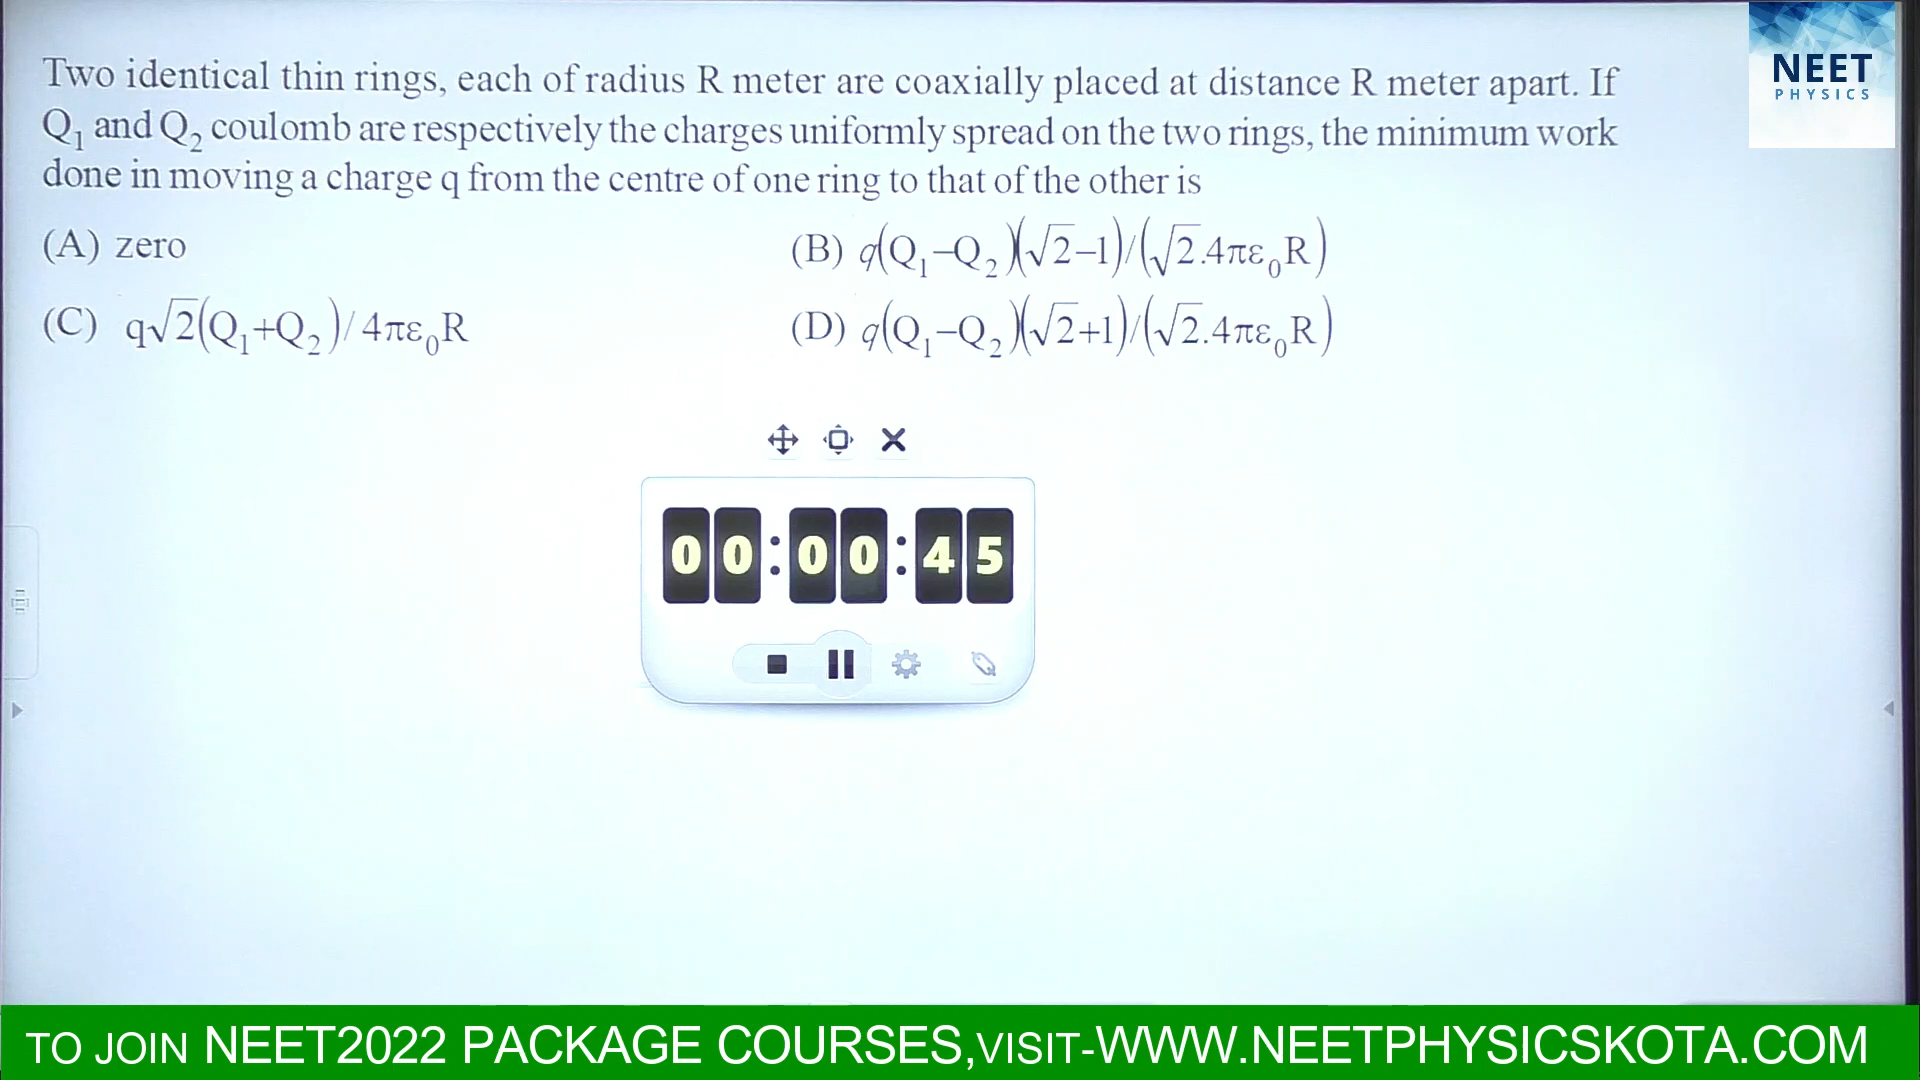 Two identical thin rings, each of radius R meter are coaxially placed at distance R meter apart. If
Q₁ and Q₂ coulomb are respectively the charges uniformly spread on the two rings, the minimum work
done in moving a charge q from the centre of one ring to that of the other is
(A) zero
(B) q(Q₁–Q₂)(√2–1)/(√2.4πε₀R)
(C) q√2(Q₁+Q₂)/4πε₀R
(D) q(Q₁–Q₂)(√2+1)/(√2.4πε₀R)
00:00:45
NEET
PHYSICS
TO JOIN NEET2022 PACKAGE COURSES,VISIT-WWW.NEETPHYSICSKOTA.COM